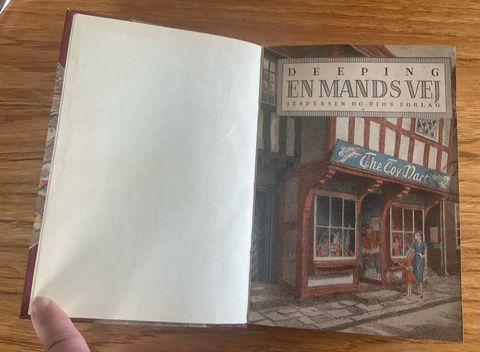 DEEPING
EN MANDS VEJ
JESPERSEN OG PIOS FORLAG
The Toy Mart